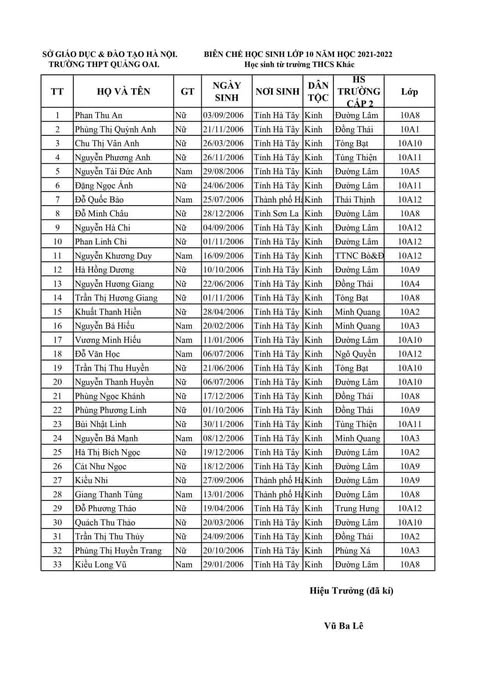 SỞ GIÁO DỤC & ĐÀO TẠO HÀ NỘI. BIÊN CHẾ HỌC SINH LỚP 10 NĂM HỌC 2021-2022
TRƯỜNG THPT QUẢNG OAI. Học sinh từ trường THCS Khác
TT HỌ VÀ TÊN GT NGÀY SINH NƠI SINH DÂN TỘC HS TRƯỜNG CẤP 2 Lớp
1 Phan Thu An Nữ 03/09/2006 Tỉnh Hà Tây Kinh Đường Lâm 10A8
2 Phùng Thị Quỳnh Anh Nữ 21/11/2006 Tỉnh Hà Tây Kinh Đồng Thái 10A1
3 Chu Thị Vân Anh Nữ 26/03/2006 Tỉnh Hà Tây Kinh Tòng Bạt 10A10
4 Nguyễn Phương Anh Nữ 26/11/2006 Tỉnh Hà Tây Kinh Tùng Thiện 10A11
5 Nguyễn Tài Đức Anh Nam 29/08/2006 Tỉnh Hà Tây Kinh Đường Lâm 10A5
6 Đặng Ngọc Ánh Nữ 24/06/2006 Tỉnh Hà Tây Kinh Đường Lâm 10A11
7 Đỗ Quốc Bảo Nam 25/07/2006 Thành phố Hà Kinh Thái Thịnh 10A12
8 Đỗ Minh Châu Nữ 28/12/2006 Tỉnh Sơn La Kinh Đường Lâm 10A8
9 Nguyễn Hà Chi Nữ 04/09/2006 Tỉnh Hà Tây Kinh Đường Lâm 10A12
10 Phan Linh Chi Nữ 01/11/2006 Tỉnh Hà Tây Kinh Đường Lâm 10A12
11 Nguyễn Khương Duy Nam 16/09/2006 Tỉnh Hà Tây Kinh TTNC Bò&Đ 10A12
12 Hà Hồng Dương Nữ 10/10/2006 Tỉnh Hà Tây Kinh Đường Lâm 10A9
13 Nguyễn Hương Giang Nữ 22/06/2006 Tỉnh Hà Tây Kinh Đồng Thái 10A4
14 Trần Thị Hương Giang Nữ 01/11/2006 Tỉnh Hà Tây Kinh Tòng Bạt 10A8
15 Khuất Thanh Hiền Nữ 28/04/2006 Tỉnh Hà Tây Kinh Minh Quang 10A2
16 Nguyễn Bá Hiếu Nam 20/02/2006 Tỉnh Hà Tây Kinh Minh Quang 10A3
17 Vương Minh Hiếu Nam 11/01/2006 Tỉnh Hà Tây Kinh Đường Lâm 10A10
18 Đỗ Văn Học Nam 06/07/2006 Tỉnh Hà Tây Kinh Ngô Quyền 10A12
19 Trần Thị Thu Huyền Nữ 21/06/2006 Tỉnh Hà Tây Kinh Tòng Bạt 10A10
20 Nguyễn Thanh Huyền Nữ 06/07/2006 Tỉnh Hà Tây Kinh Đường Lâm 10A10
21 Phùng Ngọc Khánh Nữ 17/12/2006 Tỉnh Hà Tây Kinh Đồng Thái 10A8
22 Phùng Phương Linh Nữ 01/10/2006 Tỉnh Hà Tây Kinh Đồng Thái 10A9
23 Bùi Nhật Linh Nữ 30/11/2006 Tỉnh Hà Tây Kinh Tùng Thiện 10A11
24 Nguyễn Bá Mạnh Nam 08/12/2006 Tỉnh Hà Tây Kinh Minh Quang 10A3
25 Hà Thị Bích Ngọc Nữ 19/12/2006 Tỉnh Hà Tây Kinh Đường Lâm 10A2
26 Cát Như Ngọc Nữ 18/12/2006 Tỉnh Hà Tây Kinh Đường Lâm 10A9
27 Kiều Nhi Nữ 27/09/2006 Thành phố Hà Kinh Đường Lâm 10A9
28 Giang Thanh Tùng Nam 13/01/2006 Thành phố Hà Kinh Đường Lâm 10A8
29 Đỗ Phương Thảo Nữ 19/04/2006 Tỉnh Hà Tây Kinh Trung Hưng 10A12
30 Quách Thu Thảo Nữ 20/03/2006 Tỉnh Hà Tây Kinh Đường Lâm 10A10
31 Trần Thị Thu Thủy Nữ 24/09/2006 Tỉnh Hà Tây Kinh Đồng Thái 10A2
32 Phùng Thị Huyền Trang Nữ 20/10/2006 Tỉnh Hà Tây Kinh Phùng Xá 10A3
33 Kiều Long Vũ Nam 29/01/2006 Tỉnh Hà Tây Kinh Đường Lâm 10A8
Hiệu Trưởng (đã kí)
Vũ Ba Lê